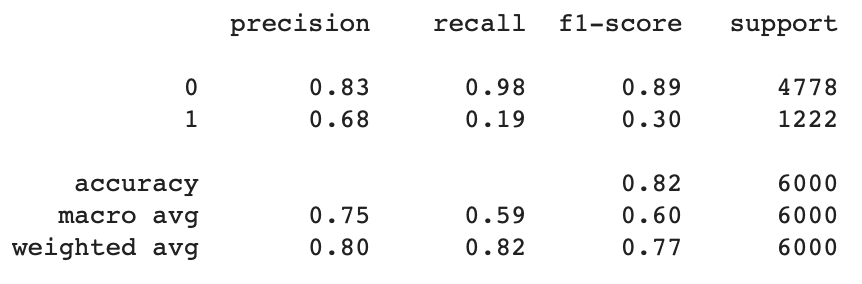 precision recall f1-score support
0 0.83 0.98 0.89 4778
1 0.68 0.19 0.30 1222
accuracy 0.82 6000
macro avg 0.75 0.59 0.60 6000
weighted avg 0.80 0.82 0.77 6000